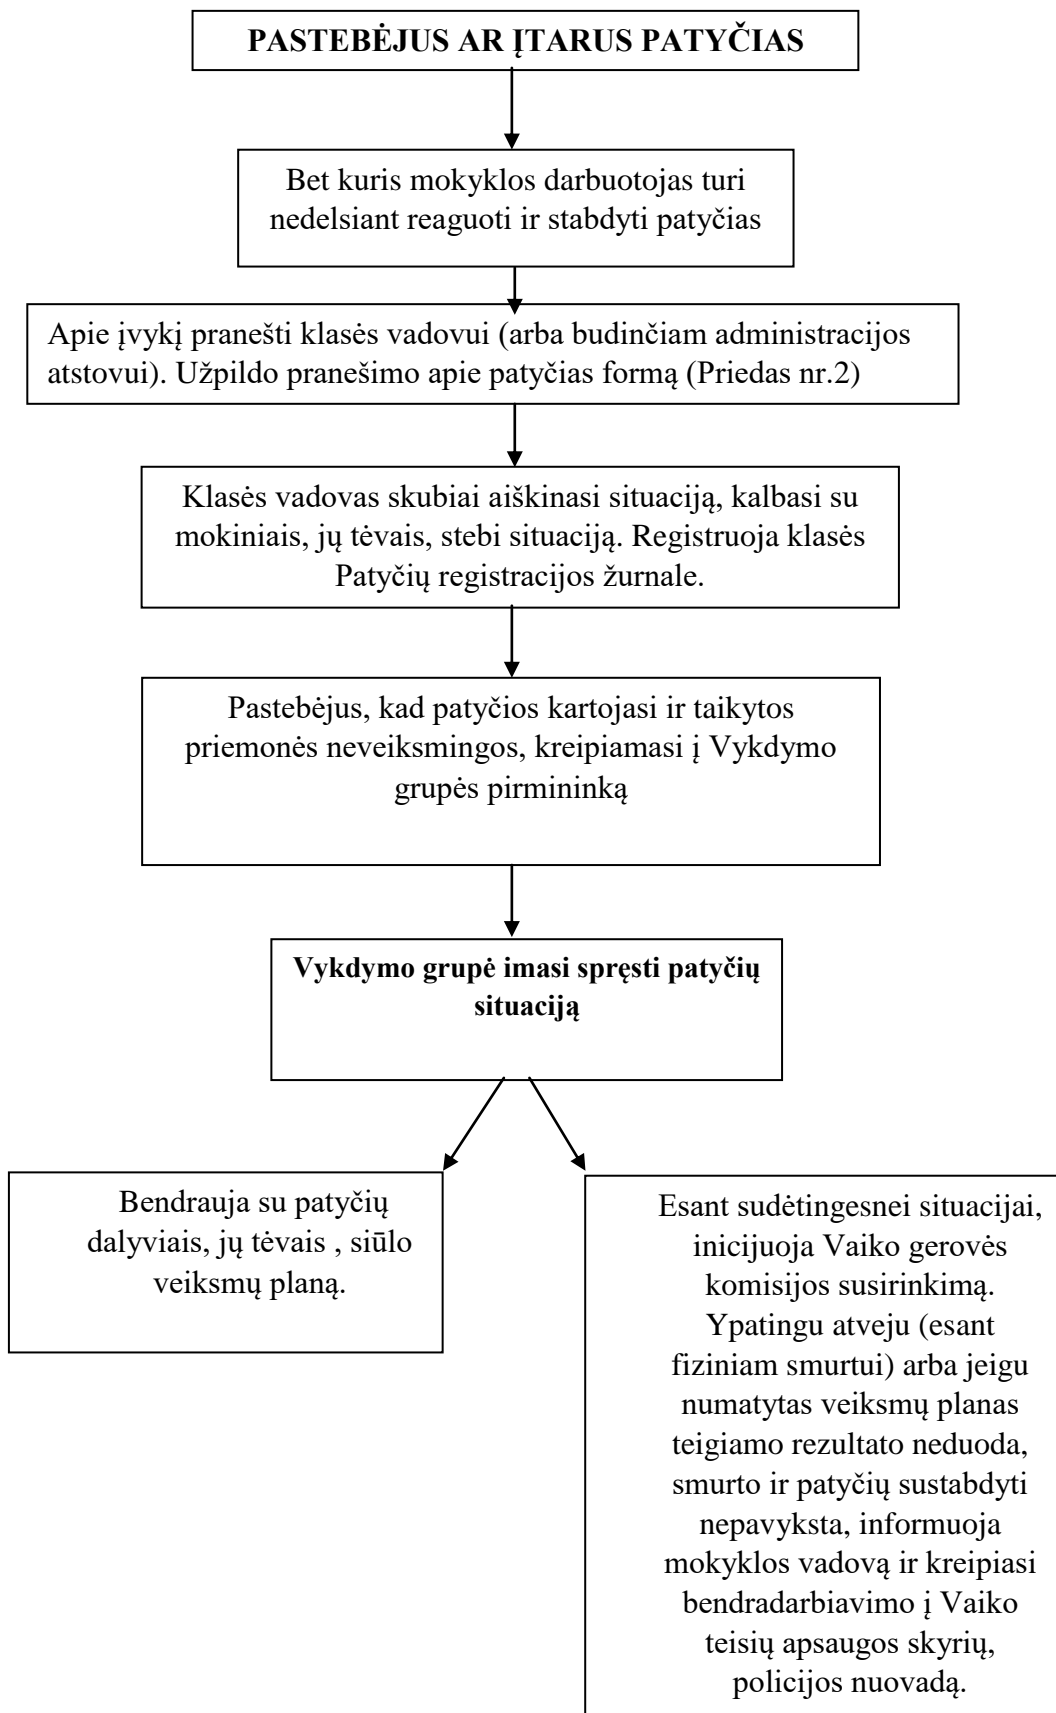 PASTEBĖJUS AR ĮTARUS PATYČIAS
Bet kuris mokyklos darbuotojas turi
nedelsiant reaguoti ir stabdyti patyčias
Apie įvykį pranešti klasės vadovui (arba budinčiam administracijos
atstovui). Užpildo pranešimo apie patyčias formą (Priedas nr.2)
Klasės vadovas skubiai aiškinasi situaciją, kalbasi su
mokiniais, jų tėvais, stebi situaciją. Registruoja klasės
Patyčių registracijos žurnale.
Pastebėjus, kad patyčios kartojasi ir taikytos
priemonės neveiksmingos, kreipiamasi į Vykdymo
grupės pirmininką
Vykdymo grupė imasi spręsti patyčių
situaciją
Bendrauja su patyčių
dalyviais, jų tėvais , siūlo
veiksmų planą.
Esant sudėtingesnei situacijai,
inicijuoja Vaiko gerovės
komisijos susirinkimą.
Ypatingu atveju (esant
fiziniam smurtui) arba jeigu
numatytas veiksmų planas
teigiamo rezultato neduoda,
smurto ir patyčių sustabdyti
nepavyksta, informuoja
mokyklos vadovą ir kreipiasi
bendradarbiavimo į Vaiko
teisių apsaugos skyrių,
policijos nuovadą.